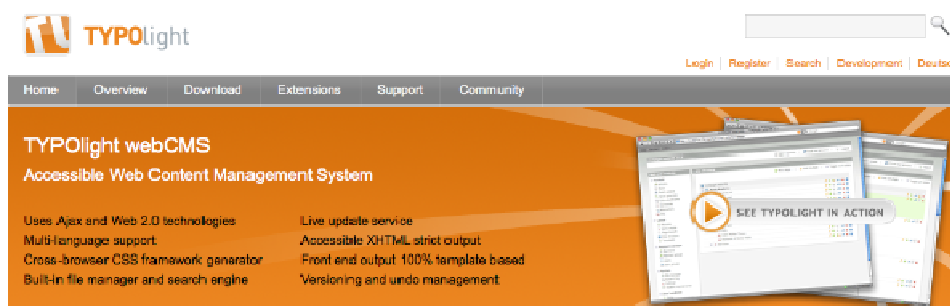 TYPOlight
Login Register Search Development Deutsc
Home Overview Download Extensions Support Community
TYPOlight webCMS
Accessible Web Content Management System
Uses Ajax and Web 2.0 technologies
Multi-language support
Cross-browser CSS framework generator
Built-in file manager and search engine
Live update service
Accessible XHTML strict output
Front end output 100% template based
Versioning and undo management
SEE TYPOLIGHT IN ACTION